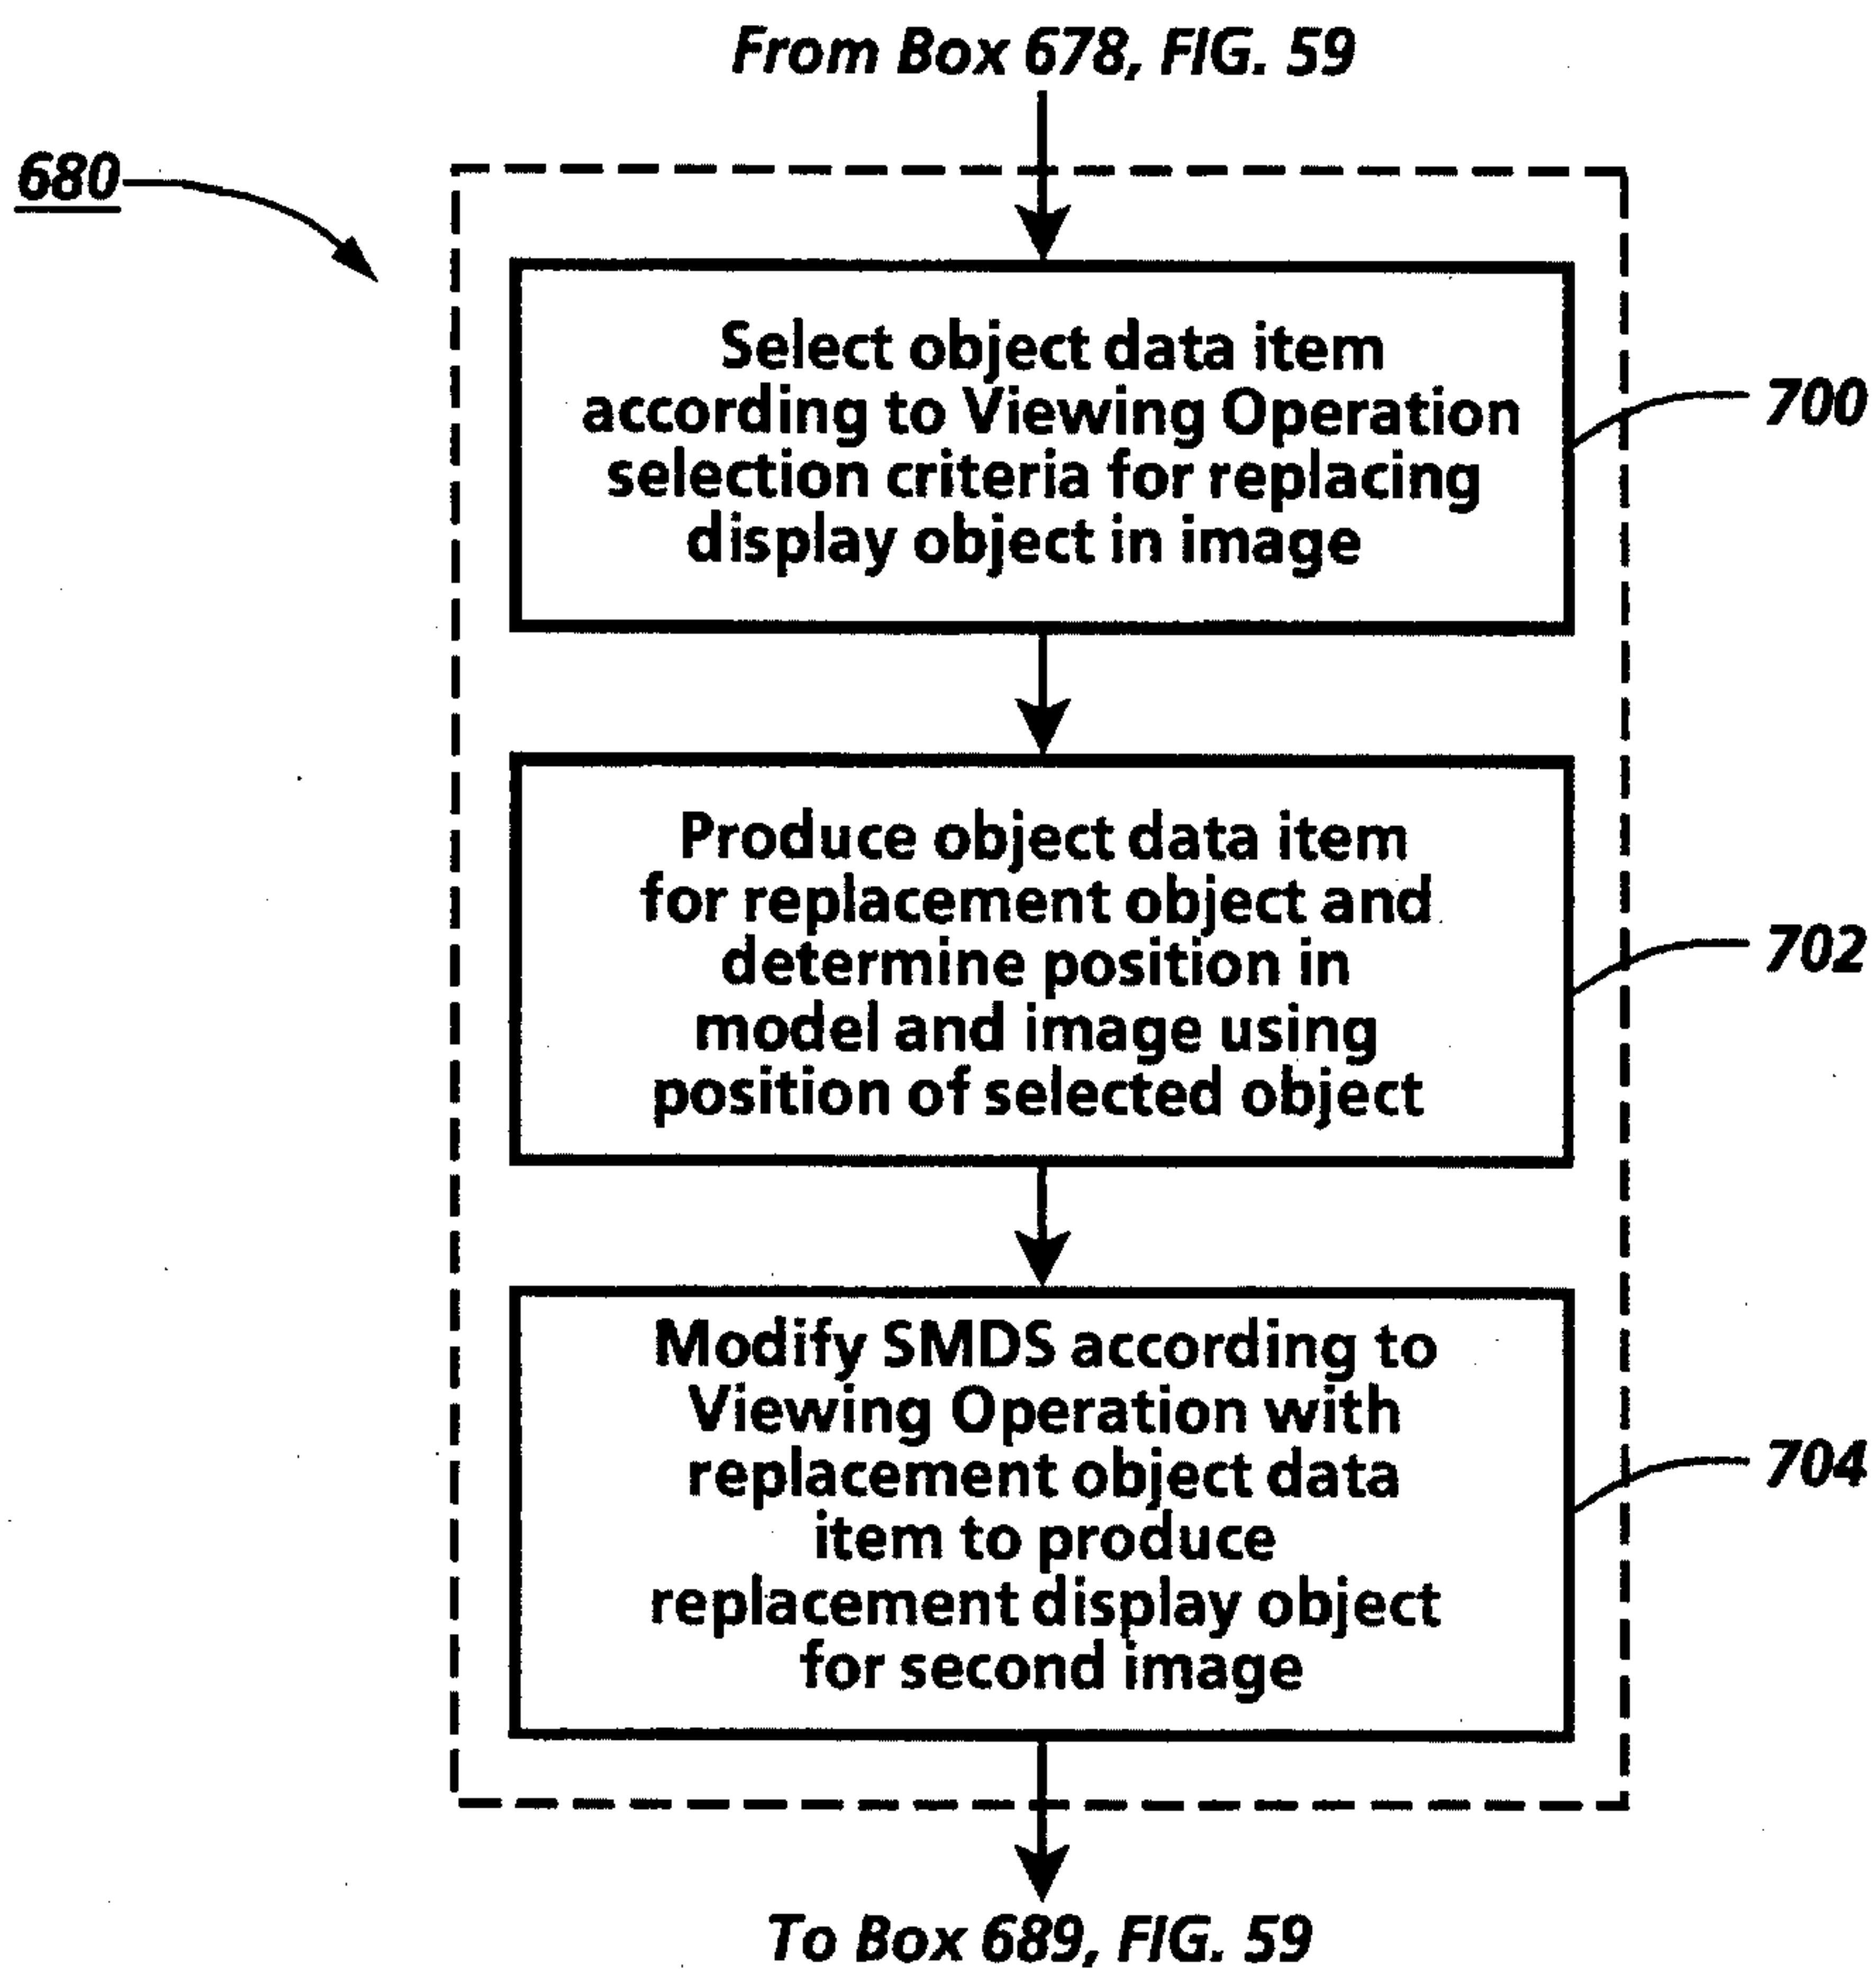 From Box 678, FIG. 59
680
Select object data item
according to Viewing Operation
selection criteria for replacing
display object in image
700
Produce object data item
for replacement object and
determine position in
model and image using
position of selected object
702
Modify SMDS according to
Viewing Operation with
replacement object data
item to produce
replacement display object
for second image
704
To Box 689, FIG. 59